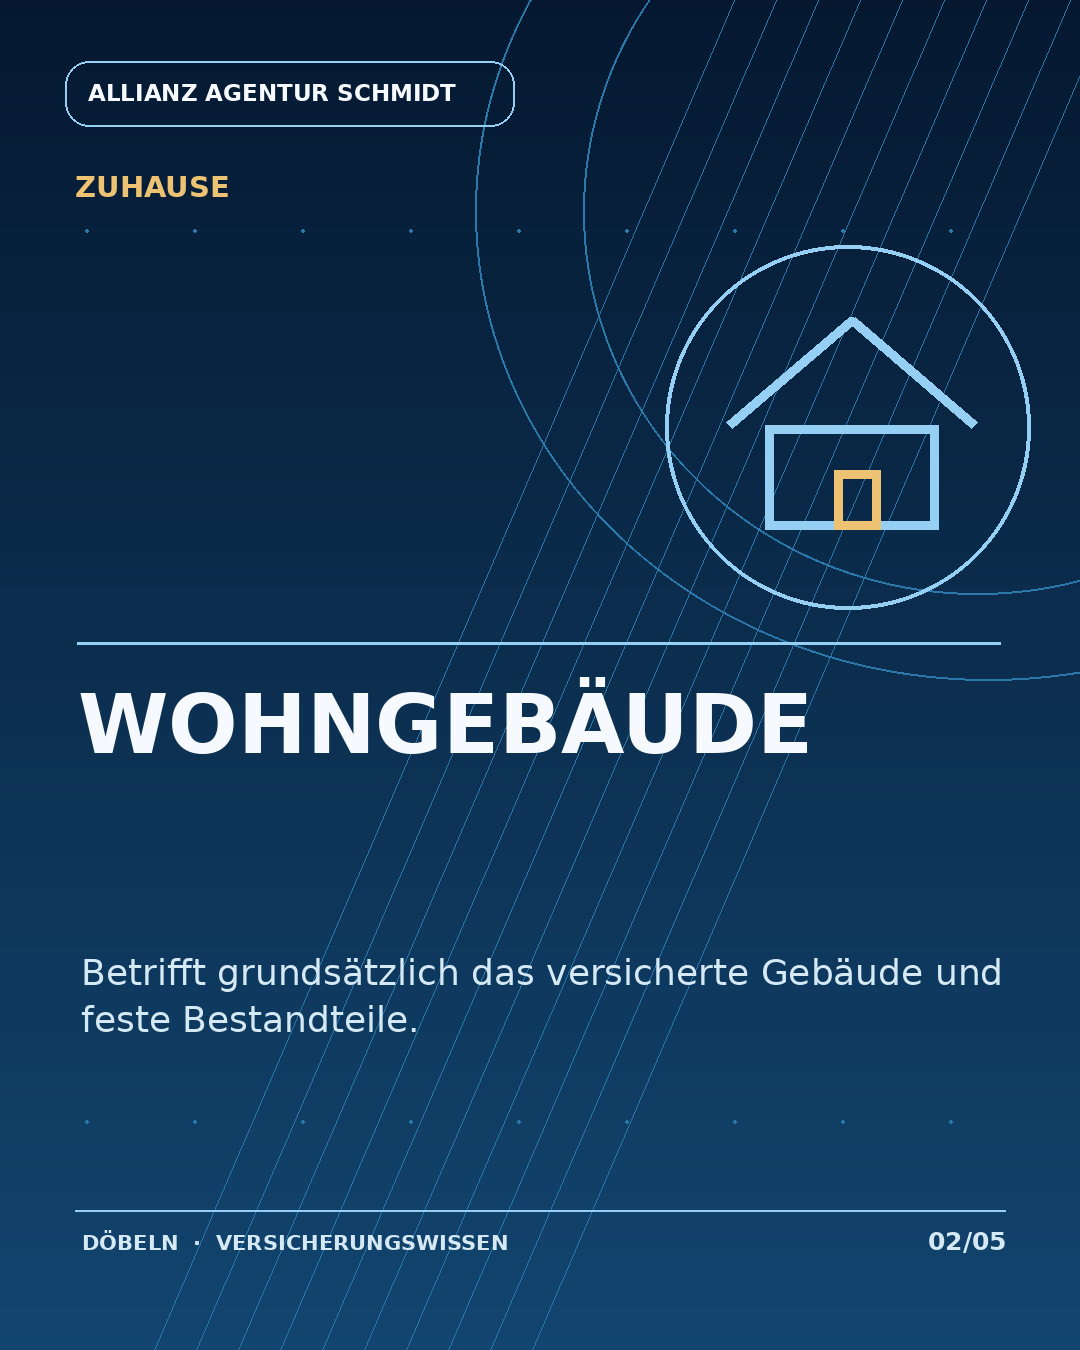 ALLIANZ AGENTUR SCHMIDT
ZUHAUSE
WOHNGEBÄUDE
Betrifft grundsätzlich das versicherte Gebäude und
feste Bestandteile.
DÖBELN · VERSICHERUNGSWISSEN
02/05